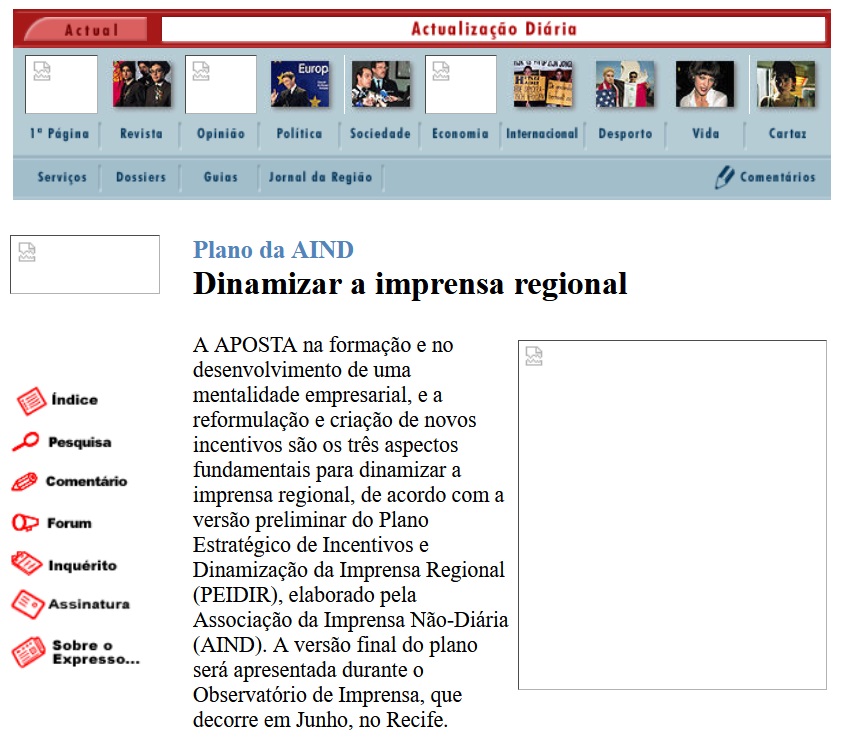 Actual
Actualização Diária
Europ
1ª Página Revista Opinião Política Sociedade Economia Internacional Desporto Vida Cartaz
Serviços Dossiers Guias Jornal da Região Comentários
Plano da AIND
Dinamizar a imprensa regional
A APOSTA na formação e no
desenvolvimento de uma
mentalidade empresarial, e a
reformulação e criação de novos
incentivos são os três aspectos
fundamentais para dinamizar a
imprensa regional, de acordo com a
versão preliminar do Plano
Estratégico de Incentivos e
Dinamização da Imprensa Regional
(PEIDIR), elaborado pela
Associação da Imprensa Não-Diária
(AIND). A versão final do plano
será apresentada durante o
Observatório de Imprensa, que
decorre em Junho, no Recife.
Índice
Pesquisa
Comentário
Forum
Inquérito
Assinatura
Sobre o
Expresso...